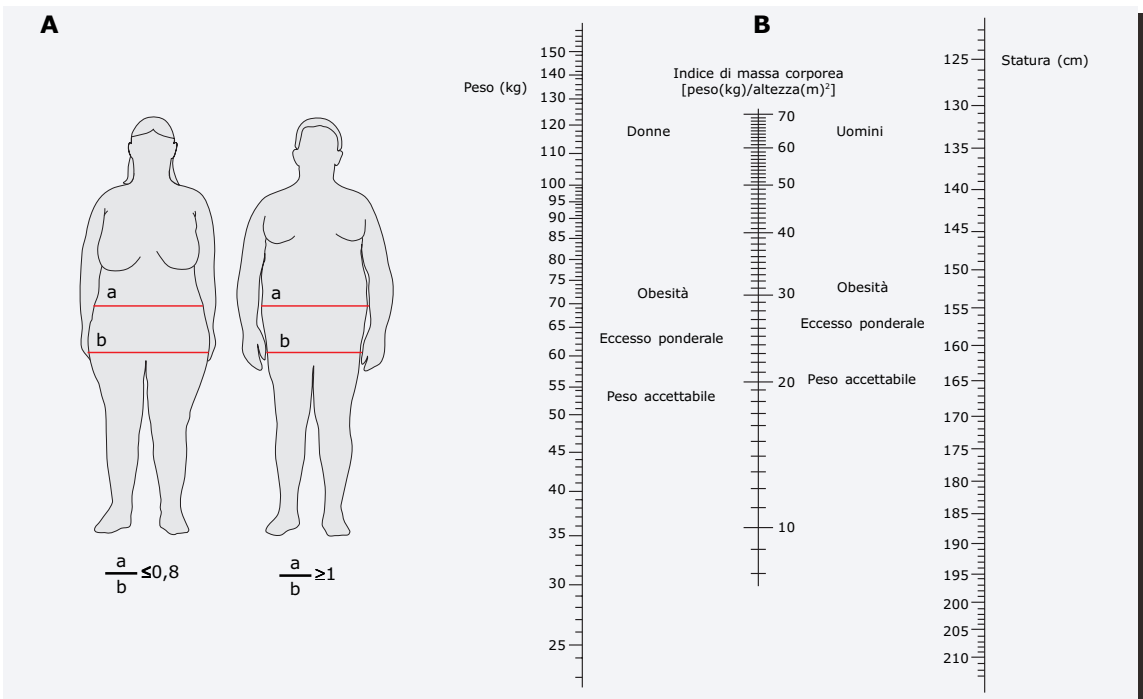 A
a
b
a
b
a
b
≤0,8
a
b
≥1
B
Peso (kg)
150
140
130
120
110
100
95
90
85
80
75
70
65
60
55
50
45
40
35
30
25
Indice di massa corporea
[peso(kg)/altezza(m)²]
Donne
Obesità
Eccesso ponderale
Peso accettabile
70
60
50
40
30
20
10
Uomini
Obesità
Eccesso ponderale
Peso accettabile
Statura (cm)
125
130
135
140
145
150
155
160
165
170
175
180
185
190
195
200
205
210